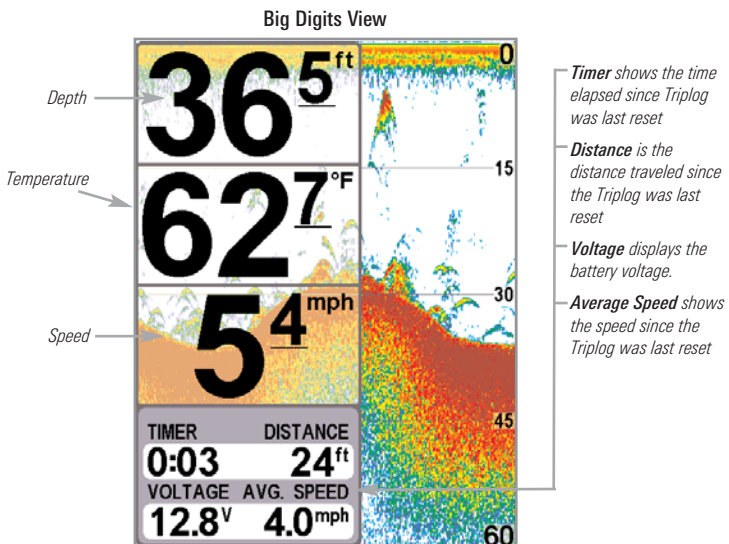 Big Digits View
Depth
Temperature
Speed
36 5 ft
62 7 °F
5 4 mph
TIMER DISTANCE
0:03 24 ft
VOLTAGE AVG. SPEED
12.8 V 4.0 mph
0
15
30
45
60
Timer shows the time
elapsed since Triplog
was last reset
Distance is the
distance traveled since
the Triplog was last
reset
Voltage displays the
battery voltage.
Average Speed shows
the speed since the
Triplog was last reset